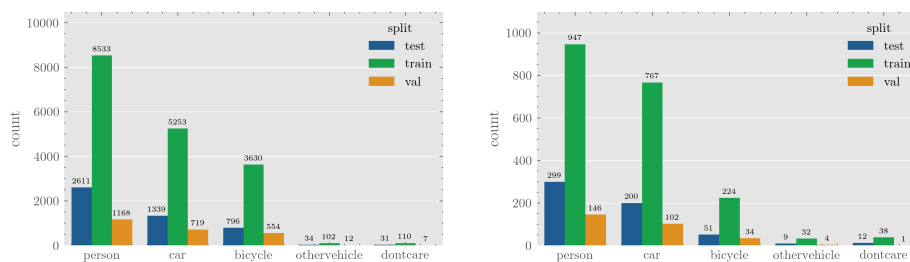 10000
8000
6000
4000
2000
0
count
split
test
train
val
8533
5253
3630
2611
1168
1339
719
796
554
34
102
12
31
110
7
person
car
bicycle
othervehicle
dontcare
1000
800
600
400
200
0
count
split
test
train
val
947
767
299
146
200
102
224
51
34
9
32
4
12
38
1
person
car
bicycle
othervehicle
dontcare